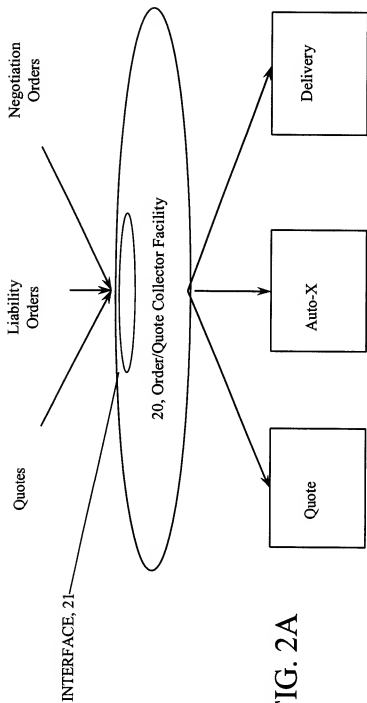 Quotes
Liability
Orders
Negotiation
Orders
INTERFACE, 21
20, Order/Quote Collector Facility
Quote
Auto-X
Delivery
FIG. 2A